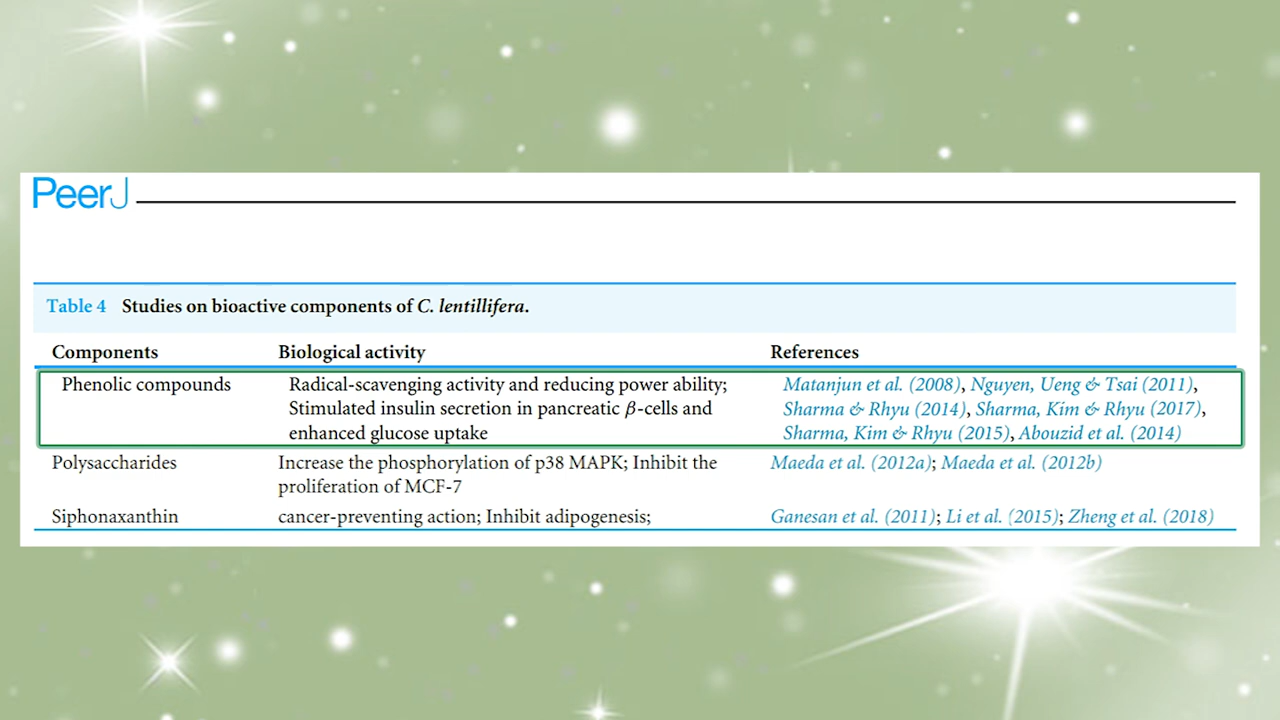 PeerJ
Table 4 Studies on bioactive components of C. lentillifera.
Components Biological activity References
Phenolic compounds Radical-scavenging activity and reducing power ability; Matanjun et al. (2008), Nguyen, Ueng & Tsai (2011),
Stimulated insulin secretion in pancreatic β-cells and Sharma & Rhyu (2014), Sharma, Kim & Rhyu (2017),
enhanced glucose uptake Sharma, Kim & Rhyu (2015), Abouzid et al. (2014)
Polysaccharides Increase the phosphorylation of p38 MAPK; Inhibit the Maeda et al. (2012a); Maeda et al. (2012b)
proliferation of MCF-7
Siphonaxanthin cancer-preventing action; Inhibit adipogenesis; Ganesan et al. (2011); Li et al. (2015); Zheng et al. (2018)